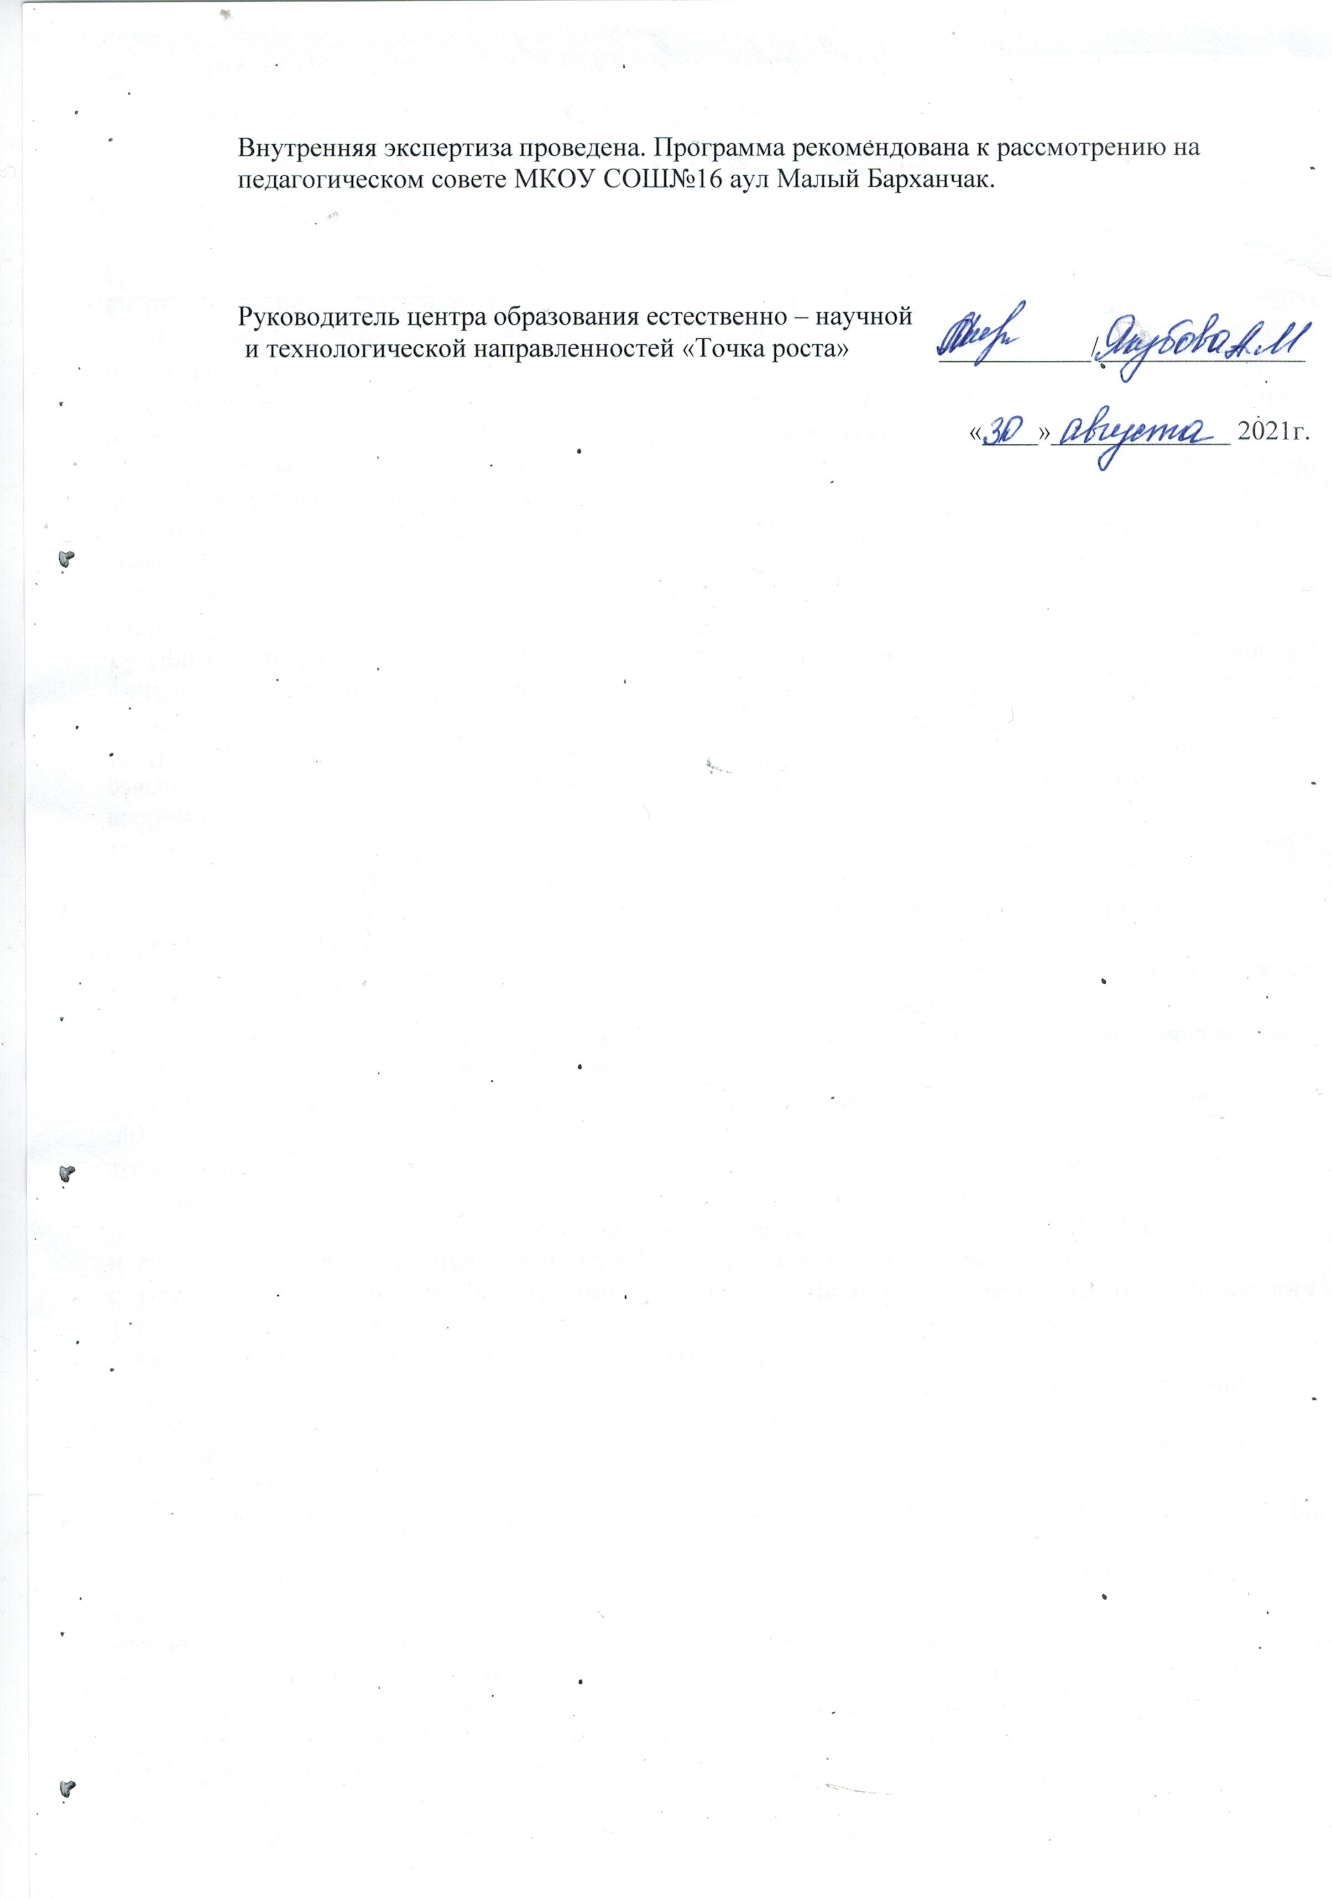 Внутренняя экспертиза проведена. Программа рекомендована к рассмотрению на
педагогическом совете МКОУ СОШ№16 аул Малый Барханчак.
Руководитель центра образования естественно – научной
и технологической направленностей «Точка роста» /Якубова А.М
«30» августа 2021г.